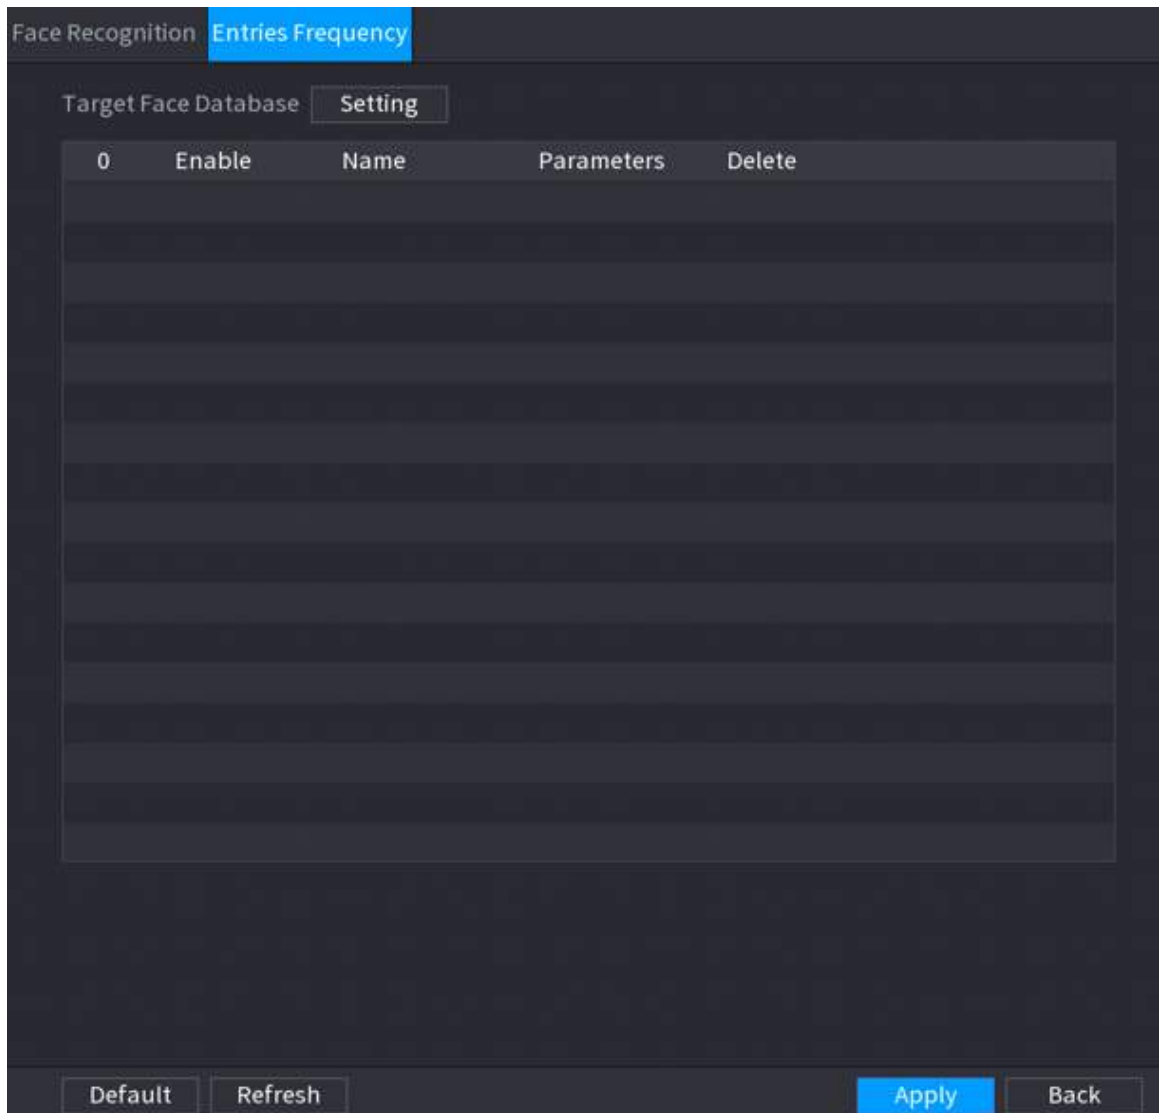 Face Recognition Entries Frequency
Target Face Database Setting
0 Enable Name Parameters Delete
Default Refresh Apply Back